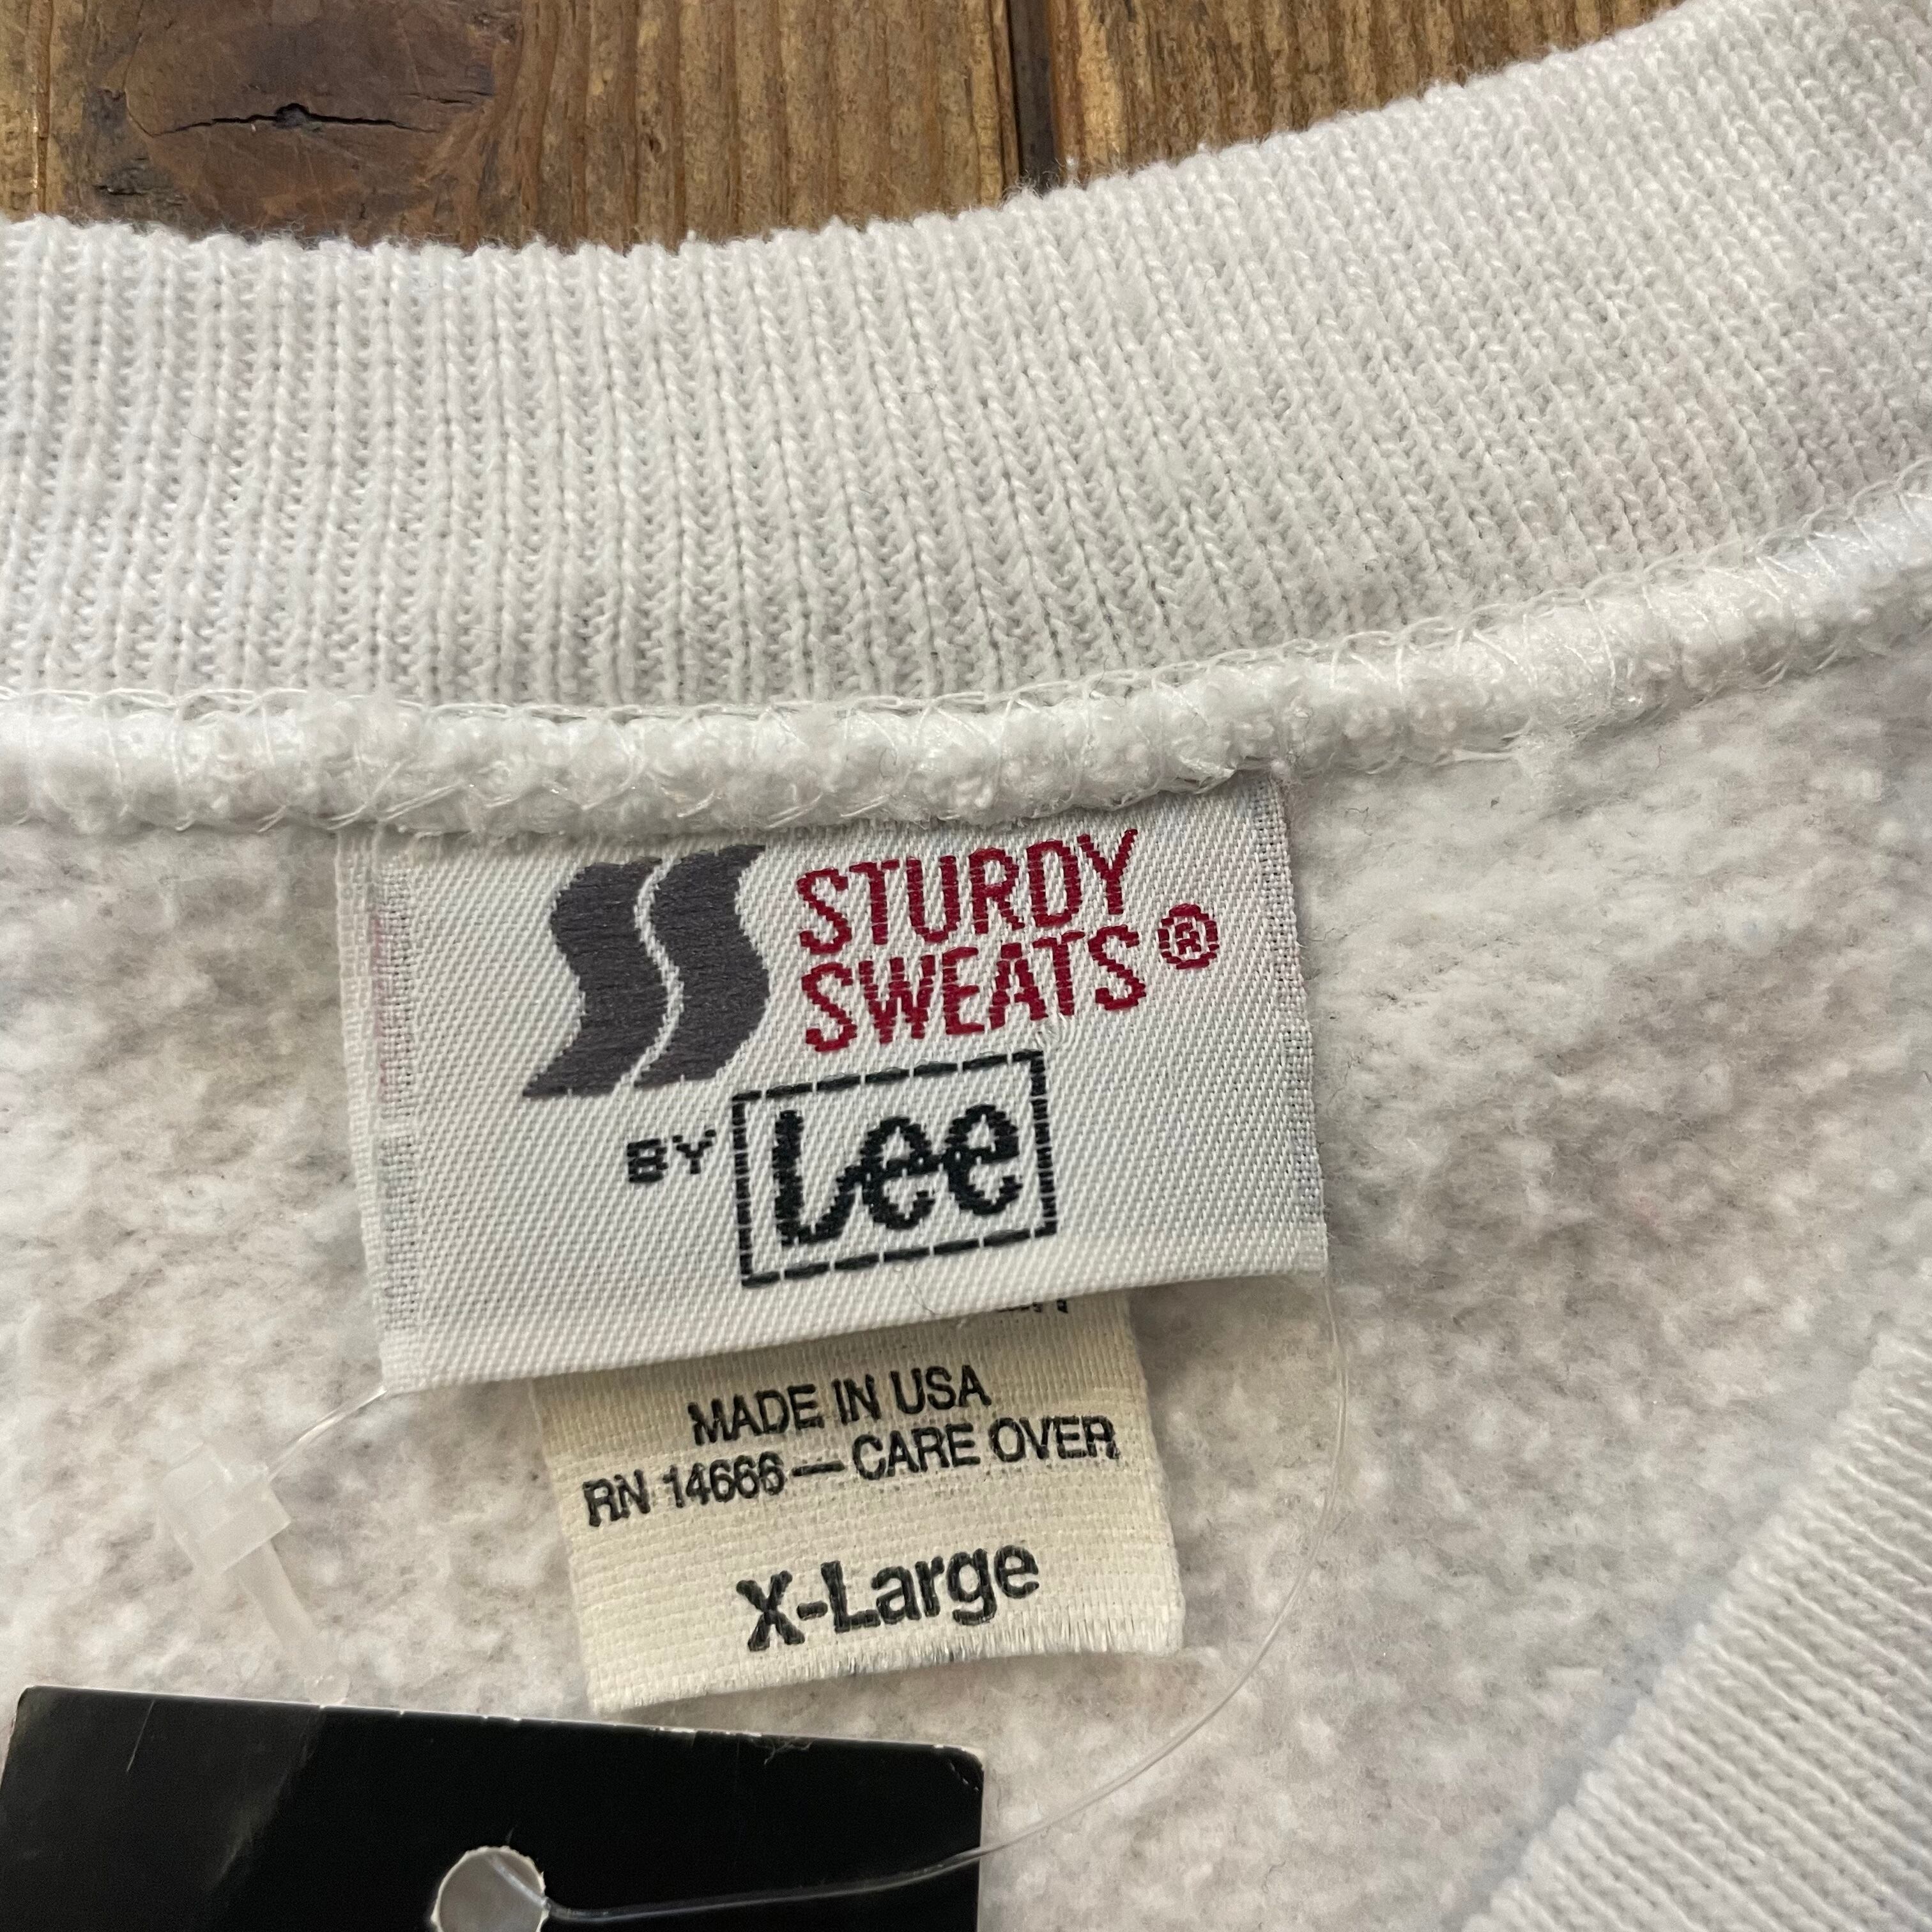 STURDY
SWEATS®
BY Lee
MADE IN USA
RN 14666 — CARE OVER
X-Large